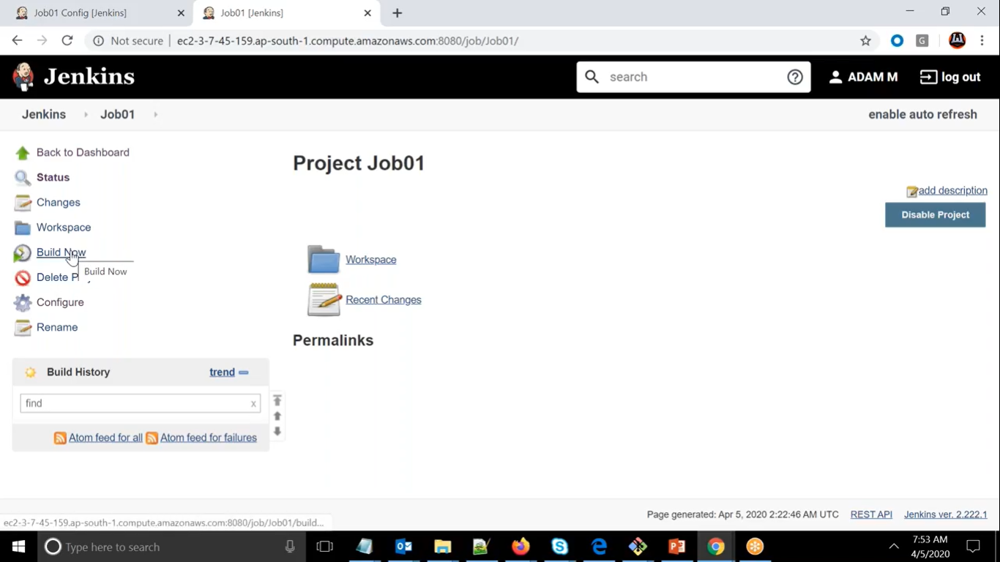 Job01 Config [Jenkins]
Job01 [Jenkins]
Not secure | ec2-3-7-45-159.ap-south-1.compute.amazonaws.com:8080/job/Job01/
G
Jenkins
search
ADAM M
log out
Jenkins
Job01
enable auto refresh
Back to Dashboard
Status
Changes
Workspace
Build Now
Build Now
Delete
Configure
Rename
Project Job01
add description
Disable Project
Workspace
Recent Changes
Permalinks
Build History
trend
find
x
Atom feed for all
Atom feed for failures
Page generated: Apr 5, 2020 2:22:46 AM UTC
REST API
Jenkins ver. 2.222.1
ec2-3-7-45-159.ap-south-1.compute.amazonaws.com:8080/job/Job01/build...
Type here to search
7:53 AM
4/5/2020